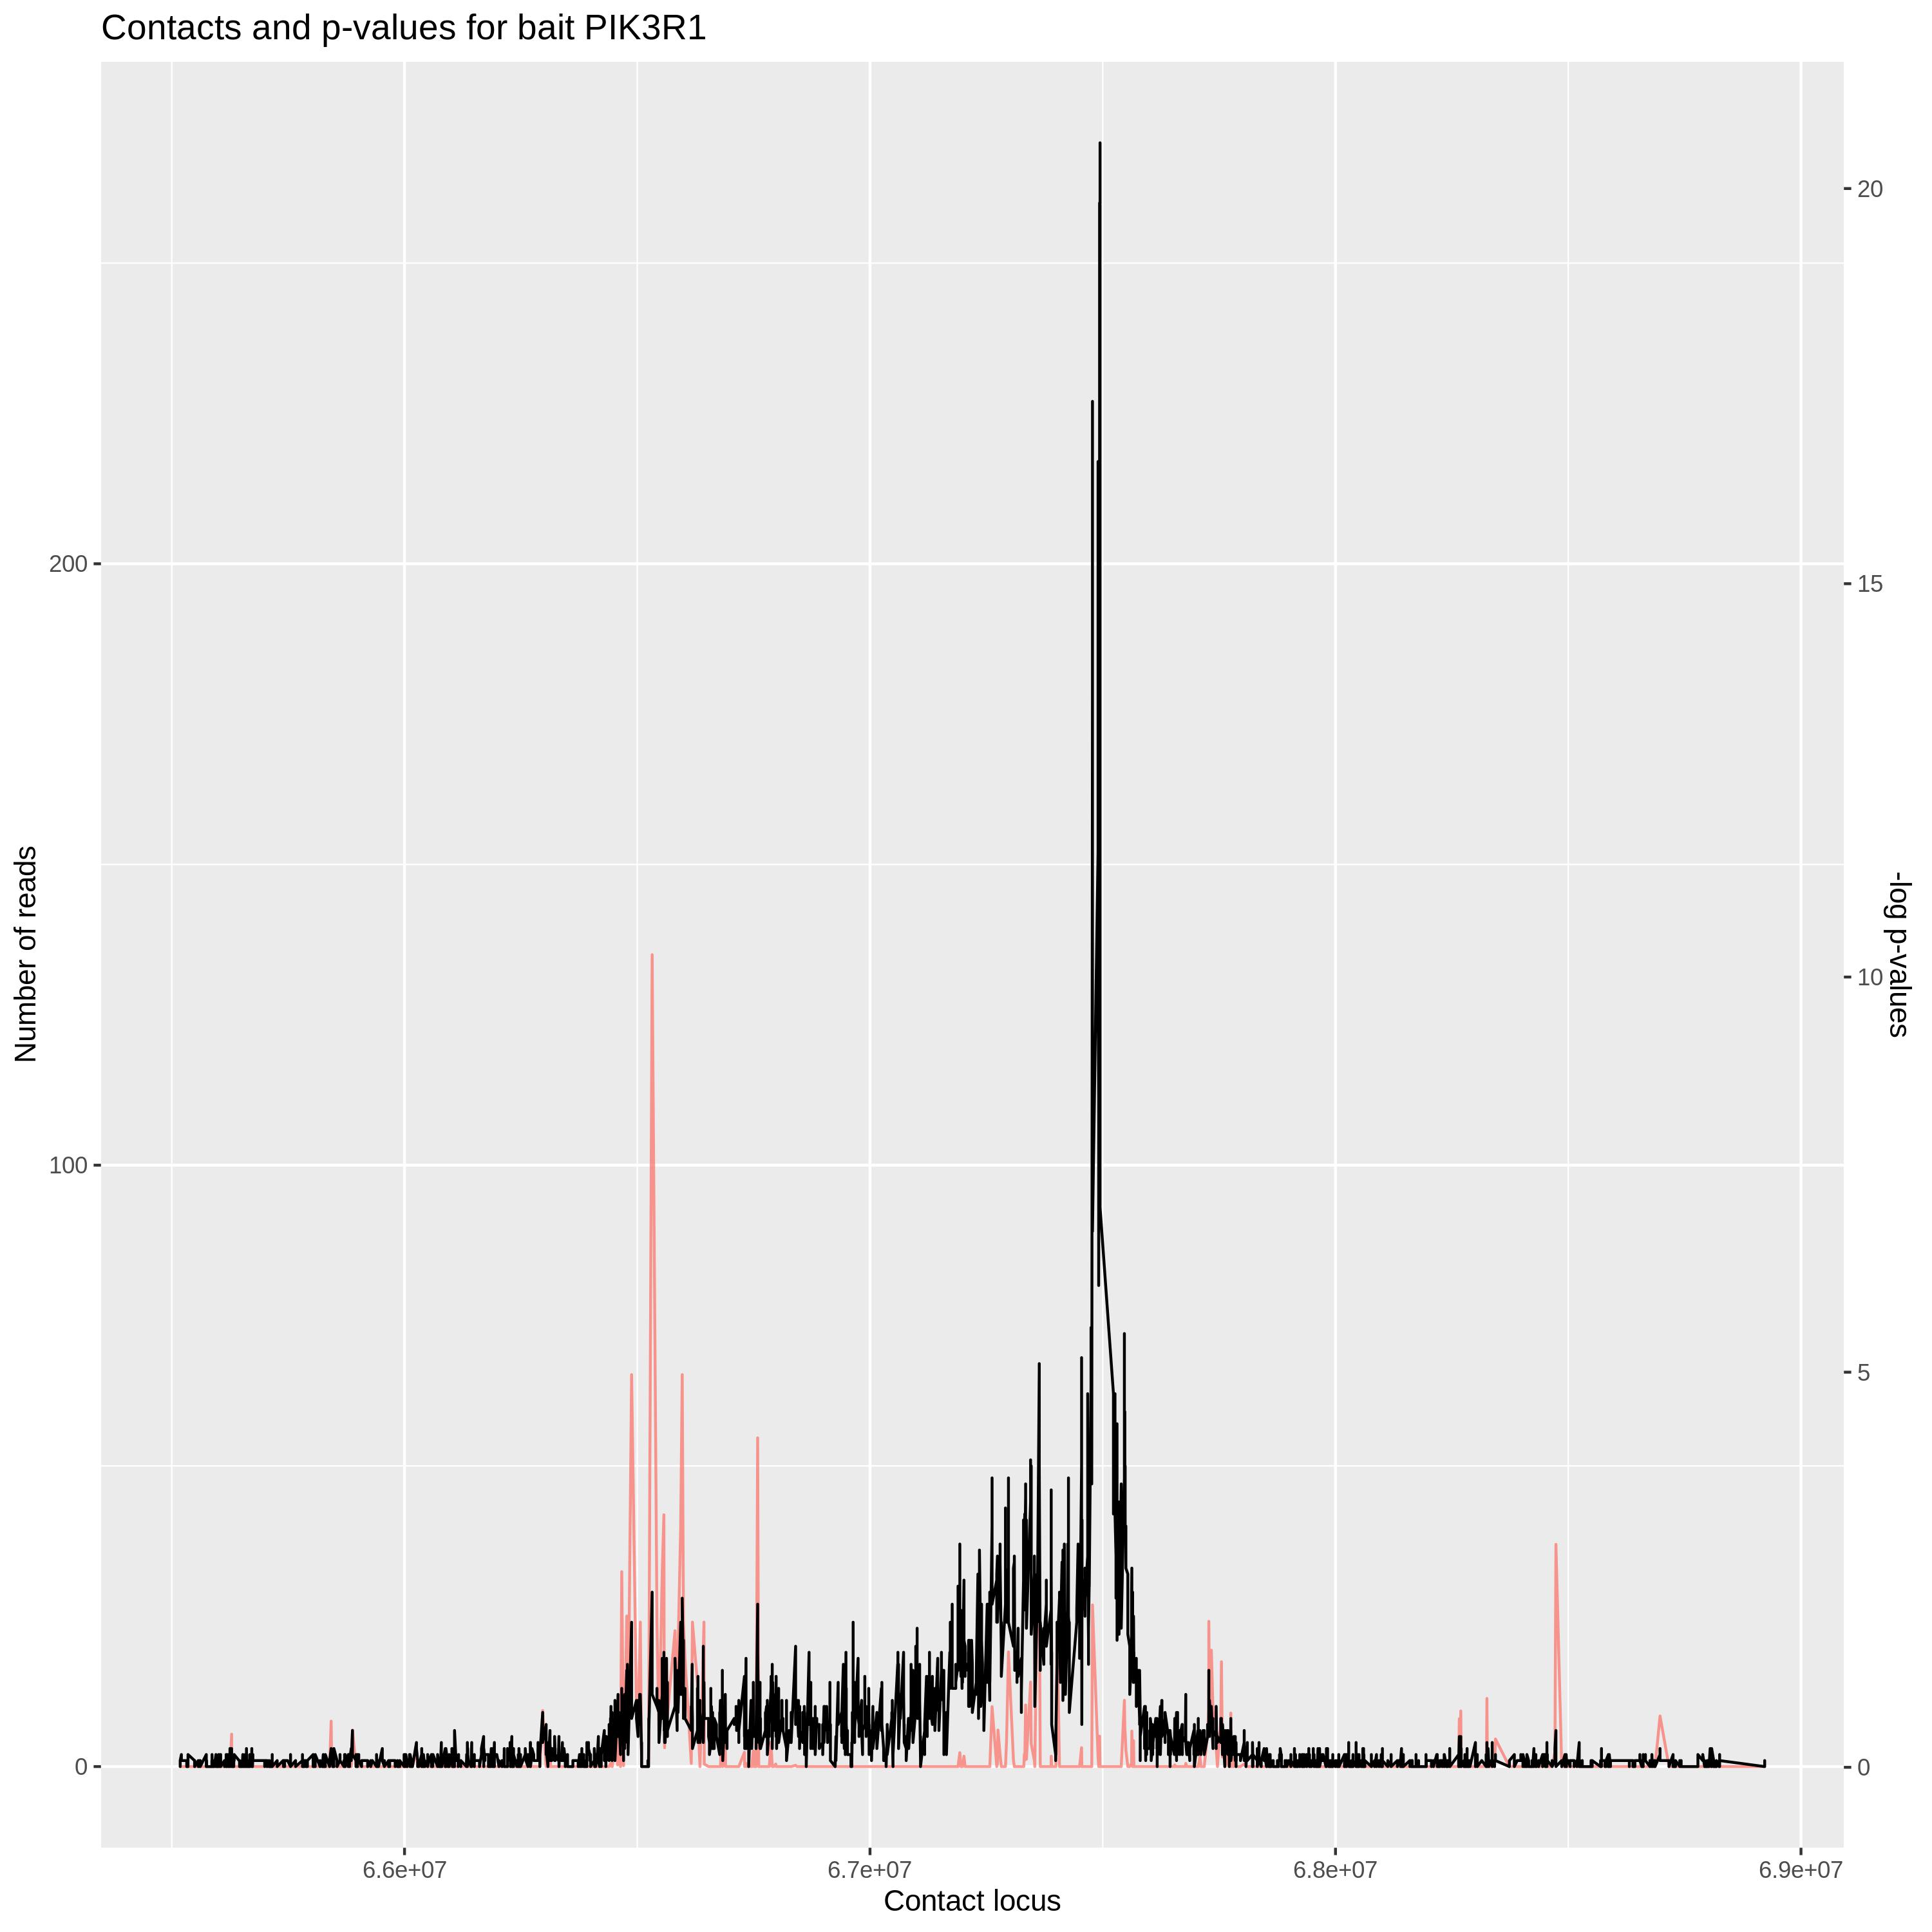 Contacts and p-values for bait PIK3R1
Number of reads
200
100
0
20
15
10
5
0
-log p-values
6.6e+07
6.7e+07
6.8e+07
6.9e+07
Contact locus